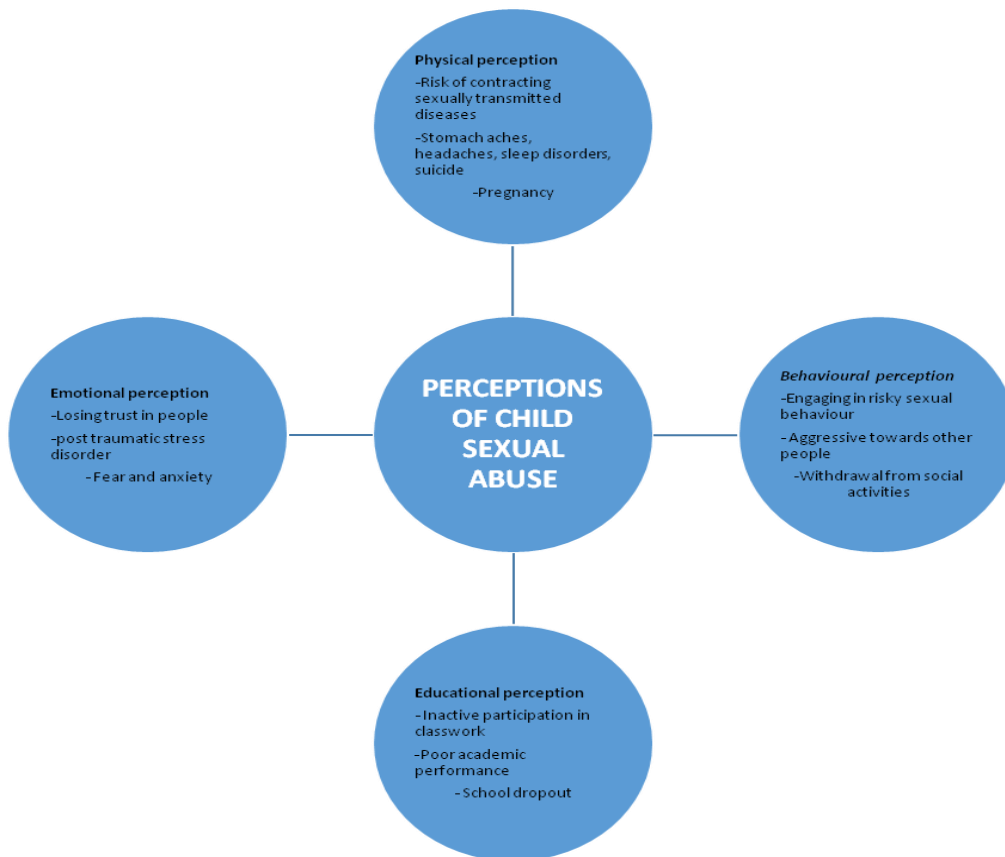 Physical perception
-Risk of contracting
sexually transmitted
diseases
-Stomach aches,
headaches, sleep disorders,
suicide
-Pregnancy
Emotional perception
-Losing trust in people
-post traumatic stress
disorder
-Fear and anxiety
PERCEPTIONS
OF CHILD
SEXUAL
ABUSE
Behavioural perception
-Engaging in risky sexual
behaviour
-Aggressive towards other
people
-Withdrawal from social
activities
Educational perception
-Inactive participation in
classwork
-Poor academic
performance
-School dropout